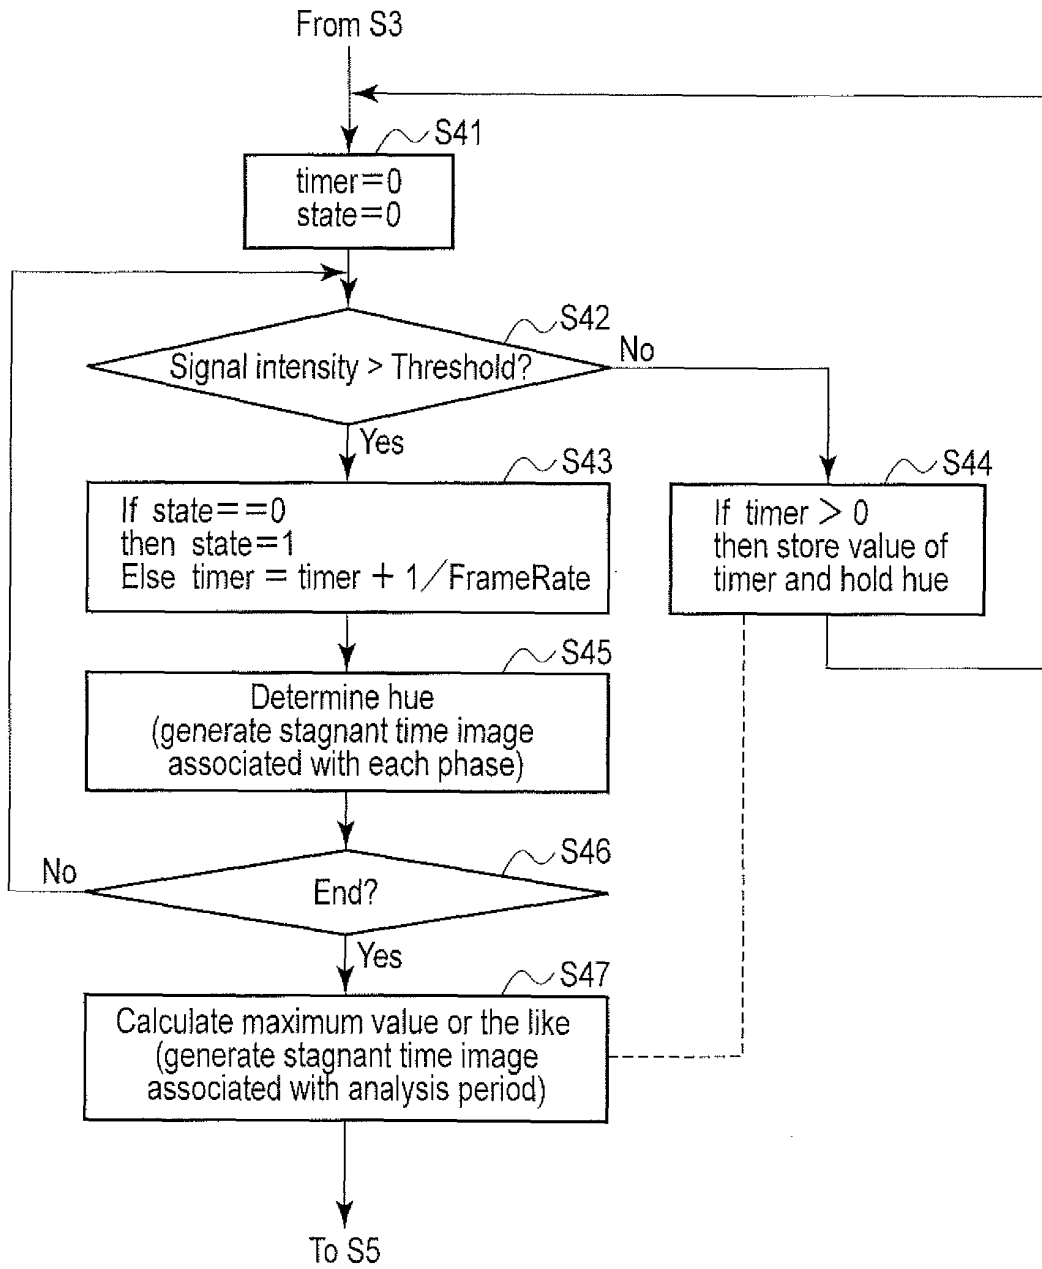 From S3
S41
timer=0
state=0
S42
Signal intensity > Threshold?
No
Yes
S43
If state==0
then state=1
Else timer = timer + 1/FrameRate
S44
If timer > 0
then store value of
timer and hold hue
S45
Determine hue
(generate stagnant time image
associated with each phase)
S46
No
End?
Yes
S47
Calculate maximum value or the like
(generate stagnant time image
associated with analysis period)
To S5